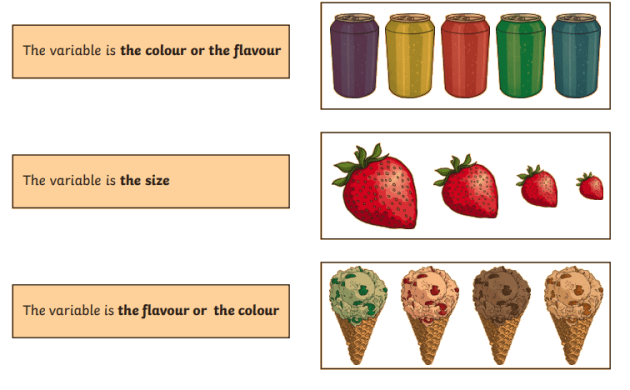 The variable is the colour or the flavour
The variable is the size
The variable is the flavour or the colour